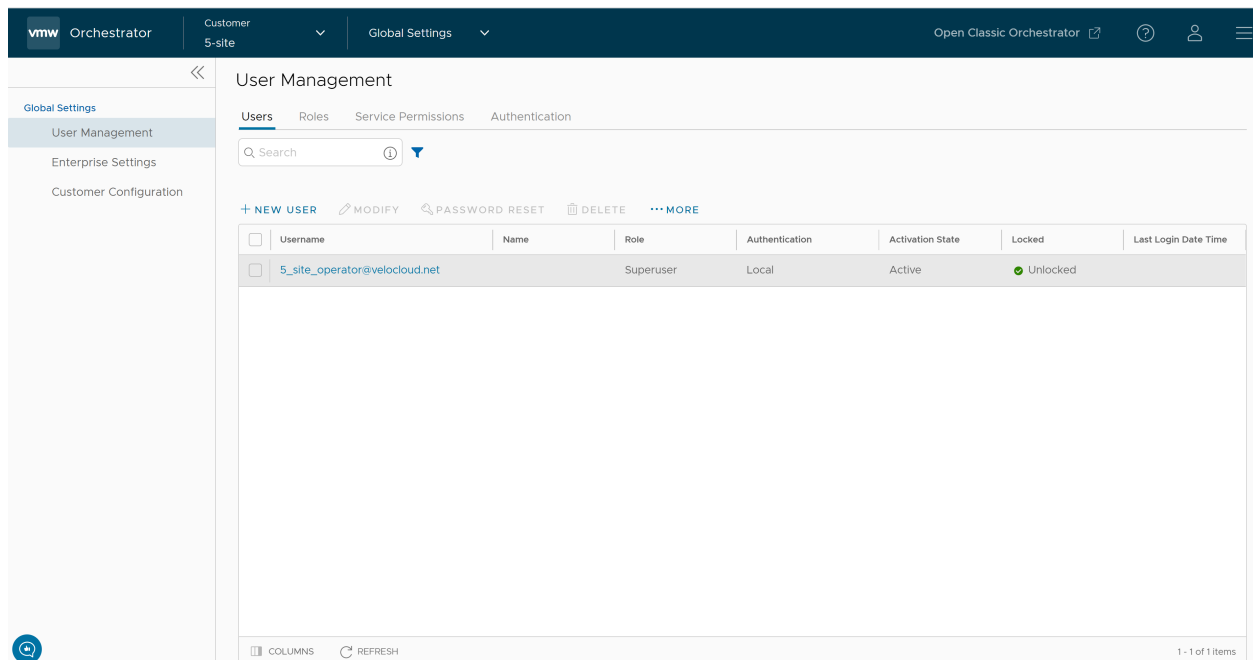 vmw Orchestrator
Customer
5-site
Global Settings
Open Classic Orchestrator
Global Settings
User Management
Enterprise Settings
Customer Configuration
User Management
Users Roles Service Permissions Authentication
Search
+ NEW USER MODIFY PASSWORD RESET DELETE ··· MORE
Username Name Role Authentication Activation State Locked Last Login Date Time
5_site_operator@velocloud.net Superuser Local Active Unlocked
COLUMNS REFRESH 1 - 1 of 1 items